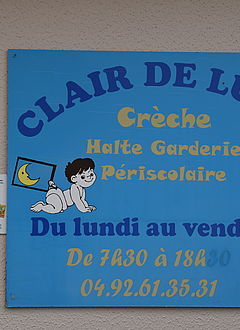 CLAIR DE LU
Crèche
Halte Garderie
Périscolaire
Du lundi au vend
De 7h30 à 18h30
04.92.61.35.31